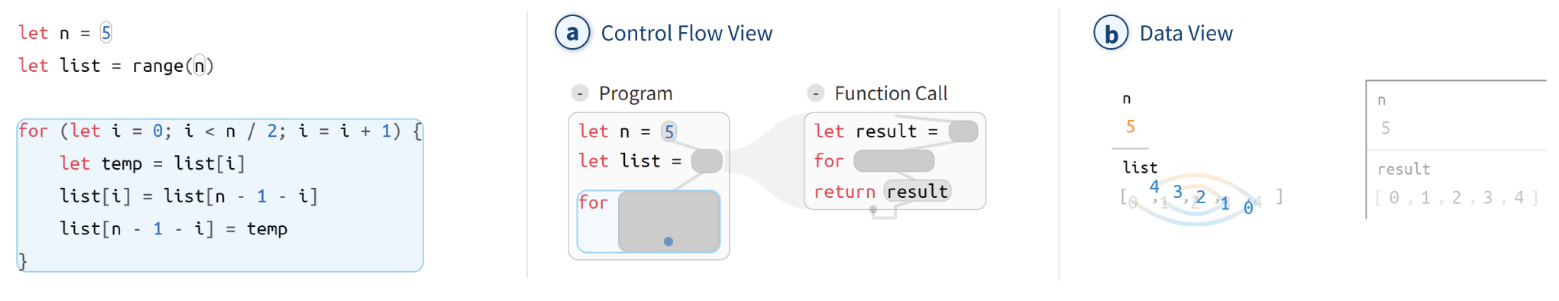 let n = 5
let list = range(n)
for (let i = 0; i < n / 2; i = i + 1) {
let temp = list[i]
list[i] = list[n - 1 - i]
list[n - 1 - i] = temp
}
a Control Flow View
- Program
let n = 5
let list =
for
- Function Call
let result =
for
return result
b Data View
n
5
list
[ 4 , 3 , 2 , 1 0 ]
n
5
result
[ 0 , 1 , 2 , 3 , 4 ]